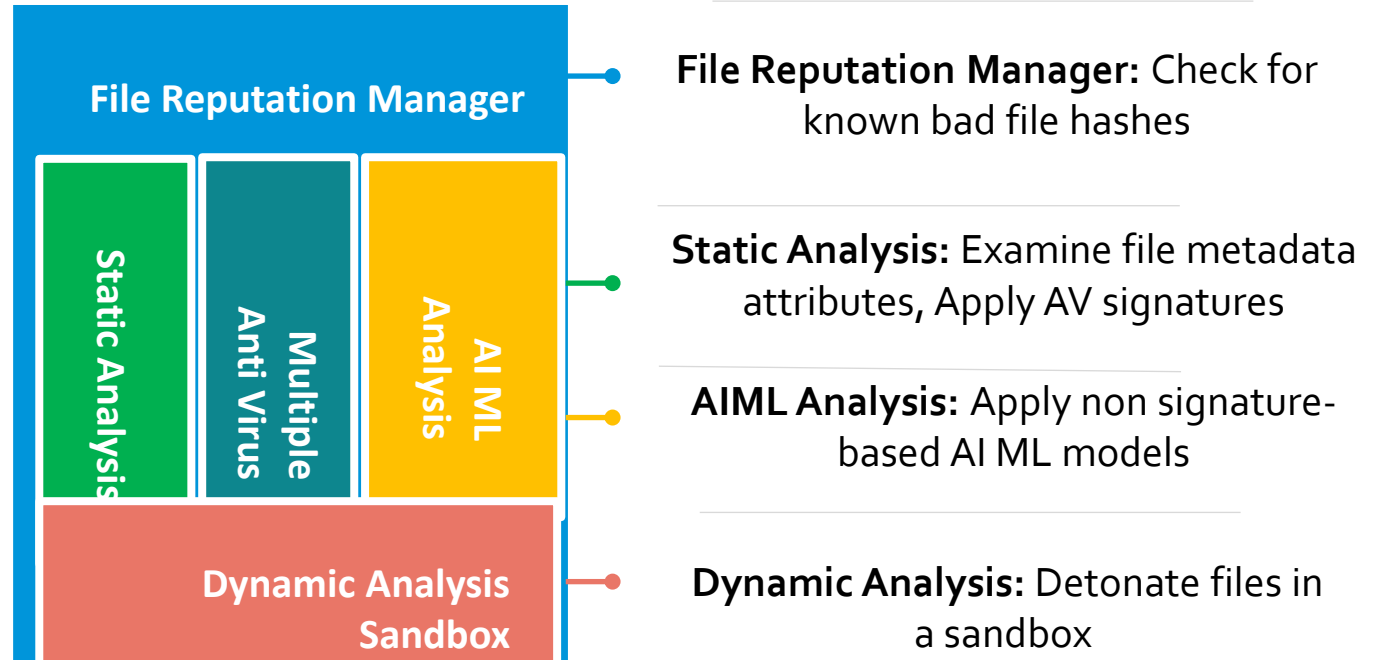 File Reputation Manager
Static Analysis
Multiple
Anti Virus
AI ML
Analysis
Dynamic Analysis
Sandbox
File Reputation Manager: Check for
known bad file hashes
Static Analysis: Examine file metadata
attributes, Apply AV signatures
AIML Analysis: Apply non signature-
based AI ML models
Dynamic Analysis: Detonate files in
a sandbox